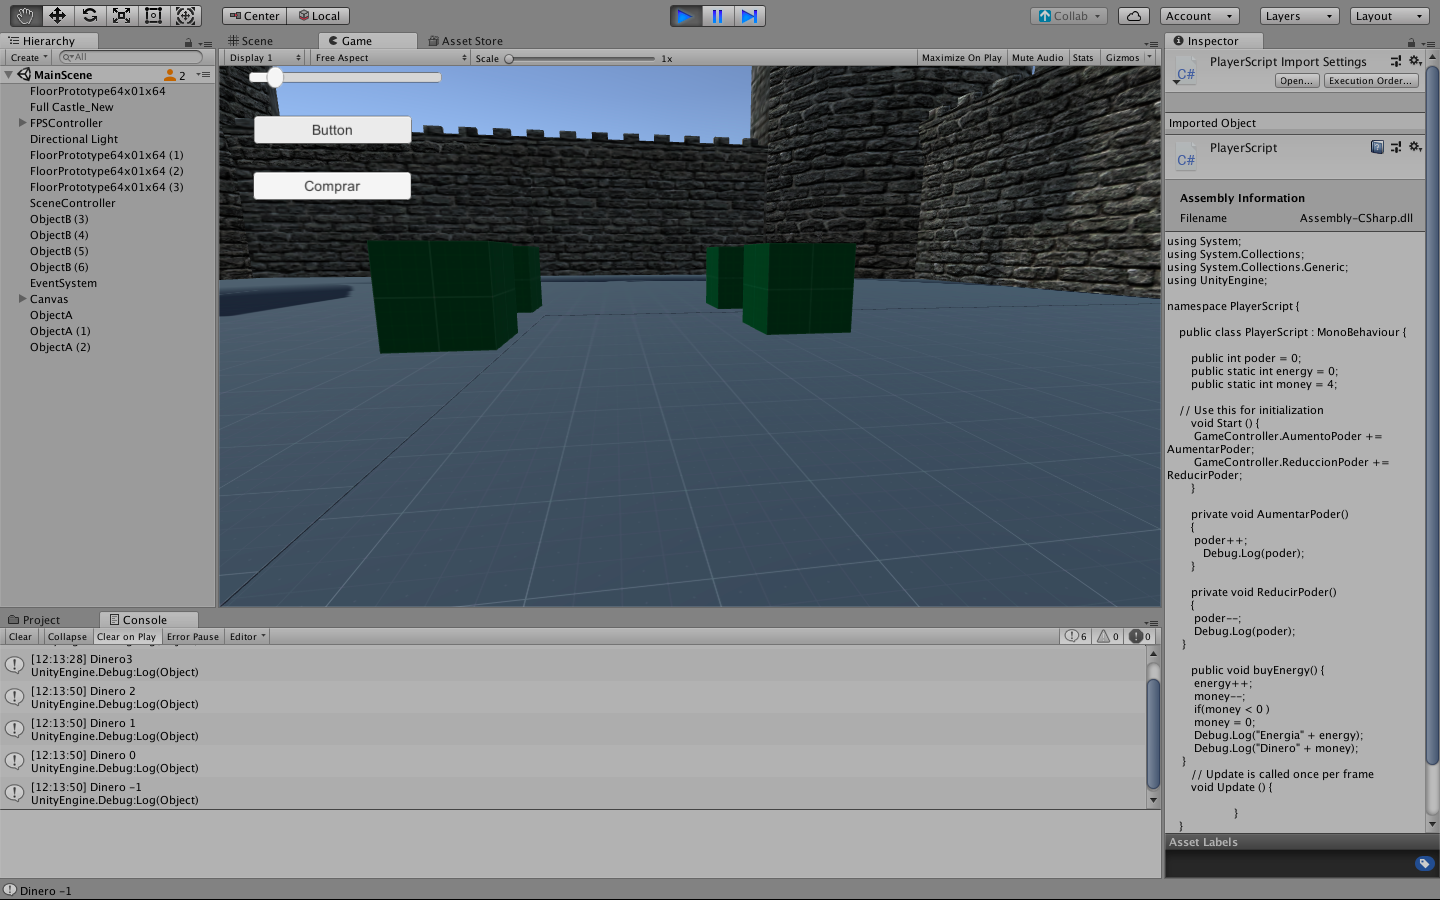 Center
Local
Collab
Account
Layers
Layout
Hierarchy
Create
All
MainScene
2
FloorPrototype64x01x64
Full Castle_New
FPSController
Directional Light
FloorPrototype64x01x64 (1)
FloorPrototype64x01x64 (2)
FloorPrototype64x01x64 (3)
SceneController
ObjectB (3)
ObjectB (4)
ObjectB (5)
ObjectB (6)
EventSystem
Canvas
ObjectA
ObjectA (1)
ObjectA (2)
Scene
Game
Asset Store
Display 1
Free Aspect
Scale
1x
Maximize On Play
Mute Audio
Stats
Gizmos
Button
Comprar
Project
Console
Clear
Collapse
Clear on Play
Error Pause
Editor
6
0
0
[12:13:28] Dinero3
UnityEngine.Debug:Log(Object)
[12:13:50] Dinero 2
UnityEngine.Debug:Log(Object)
[12:13:50] Dinero 1
UnityEngine.Debug:Log(Object)
[12:13:50] Dinero 0
UnityEngine.Debug:Log(Object)
[12:13:50] Dinero -1
UnityEngine.Debug:Log(Object)
Dinero -1
Inspector
C#
PlayerScript Import Settings
Open...
Execution Order...
Imported Object
C#
PlayerScript
Assembly Information
Filename Assembly-CSharp.dll
using System;
using System.Collections;
using System.Collections.Generic;
using UnityEngine;
namespace PlayerScript {
public class PlayerScript : MonoBehaviour {
public int poder = 0;
public static int energy = 0;
public static int money = 4;
// Use this for initialization
void Start () {
GameController.AumentoPoder +=
AumentarPoder;
GameController.ReduccionPoder +=
ReducirPoder;
}
private void AumentarPoder()
{
poder++;
Debug.Log(poder);
}
private void ReducirPoder()
{
poder--;
Debug.Log(poder);
}
public void buyEnergy() {
energy++;
money--;
if(money < 0 )
money = 0;
Debug.Log("Energia" + energy);
Debug.Log("Dinero" + money);
}
// Update is called once per frame
void Update () {
}
}
Asset Labels